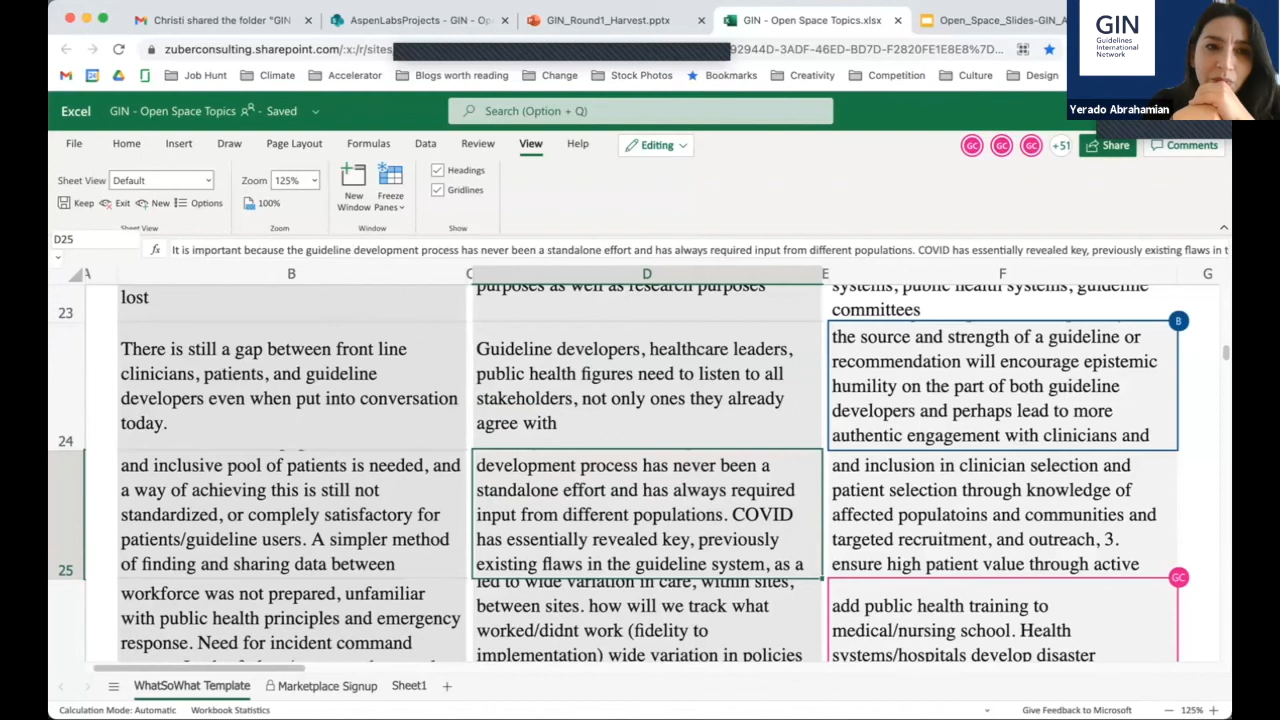 Christi shared the folder "GIN
AspenLabsProjects - GIN - Op
GIN_Round1_Harvest.pptx
GIN - Open Space Topics.xlsx
Open_Space_Slides-GIN_A
zuberconsulting.sharepoint.com/:x:/r/sites
92944D-3ADF-46ED-BD7D-F2820FE1E8E8%7D...
Job Hunt
Climate
Accelerator
Blogs worth reading
Change
Stock Photos
Bookmarks
Creativity
Competition
Culture
Design
GIN
Guidelines
International
Network
Yerado Abrahamian
Excel
GIN - Open Space Topics
- Saved
Search (Option + Q)
File
Home
Insert
Draw
Page Layout
Formulas
Data
Review
View
Help
Editing
GC
GC
GC
+51
Share
Comments
Sheet View
Default
Keep
Exit
New
Options
Sheet View
Zoom
125%
100%
Zoom
New
Window
Freeze
Panes
Window
Headings
Gridlines
Show
D25
fx
It is important because the guideline development process has never been a standalone effort and has always required input from different populations. COVID has essentially revealed key, previously existing flaws in t
A
B
C
D
E
F
G
23
lost
purposes as well as research purposes
systems, public health systems, guideline
committees
24
There is still a gap between front line
clinicians, patients, and guideline
developers even when put into conversation
today.
Guideline developers, healthcare leaders,
public health figures need to listen to all
stakeholders, not only ones they already
agree with
B
the source and strength of a guideline or
recommendation will encourage epistemic
humility on the part of both guideline
developers and perhaps lead to more
authentic engagement with clinicians and
25
and inclusive pool of patients is needed, and
a way of achieving this is still not
standardized, or complely satisfactory for
patients/guideline users. A simpler method
of finding and sharing data between
development process has never been a
standalone effort and has always required
input from different populations. COVID
has essentially revealed key, previously
existing flaws in the guideline system, as a
and inclusion in clinician selection and
patient selection through knowledge of
affected populatoins and communities and
targeted recruitment, and outreach, 3.
ensure high patient value through active
workforce was not prepared, unfamiliar
with public health principles and emergency
response. Need for incident command
led to wide variation in care, within sites,
between sites. how will we track what
worked/didnt work (fidelity to
implementation) wide variation in policies
GC
add public health training to
medical/nursing school. Health
systems/hospitals develop disaster
WhatSoWhat Template
Marketplace Signup
Sheet1
Calculation Mode: Automatic
Workbook Statistics
Give Feedback to Microsoft
125%